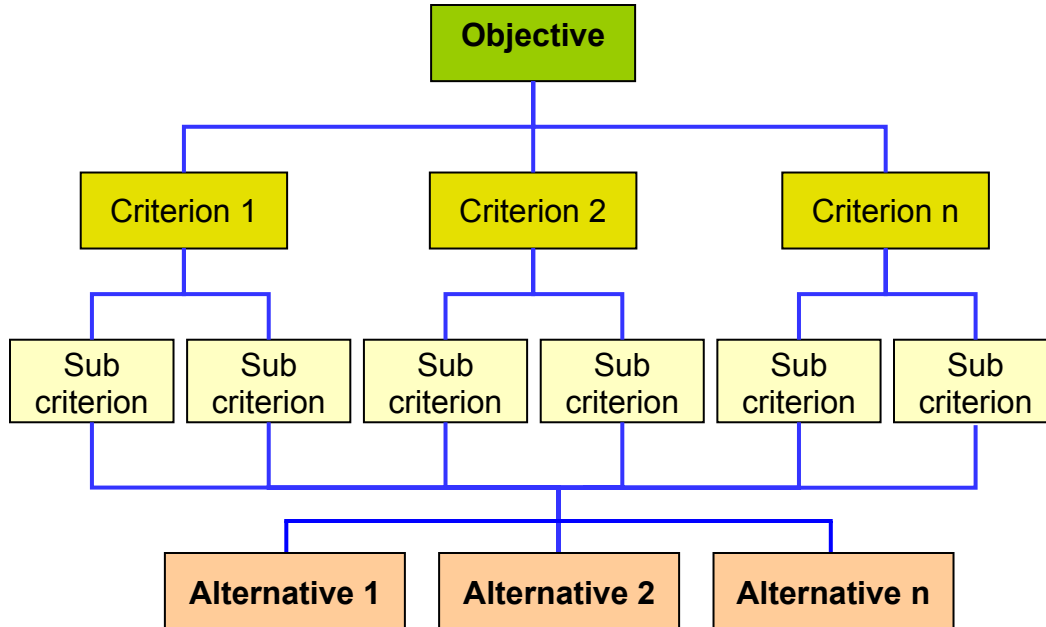 Objective
Criterion 1
Criterion 2
Criterion n
Sub
criterion
Sub
criterion
Sub
criterion
Sub
criterion
Sub
criterion
Sub
criterion
Alternative 1
Alternative 2
Alternative n